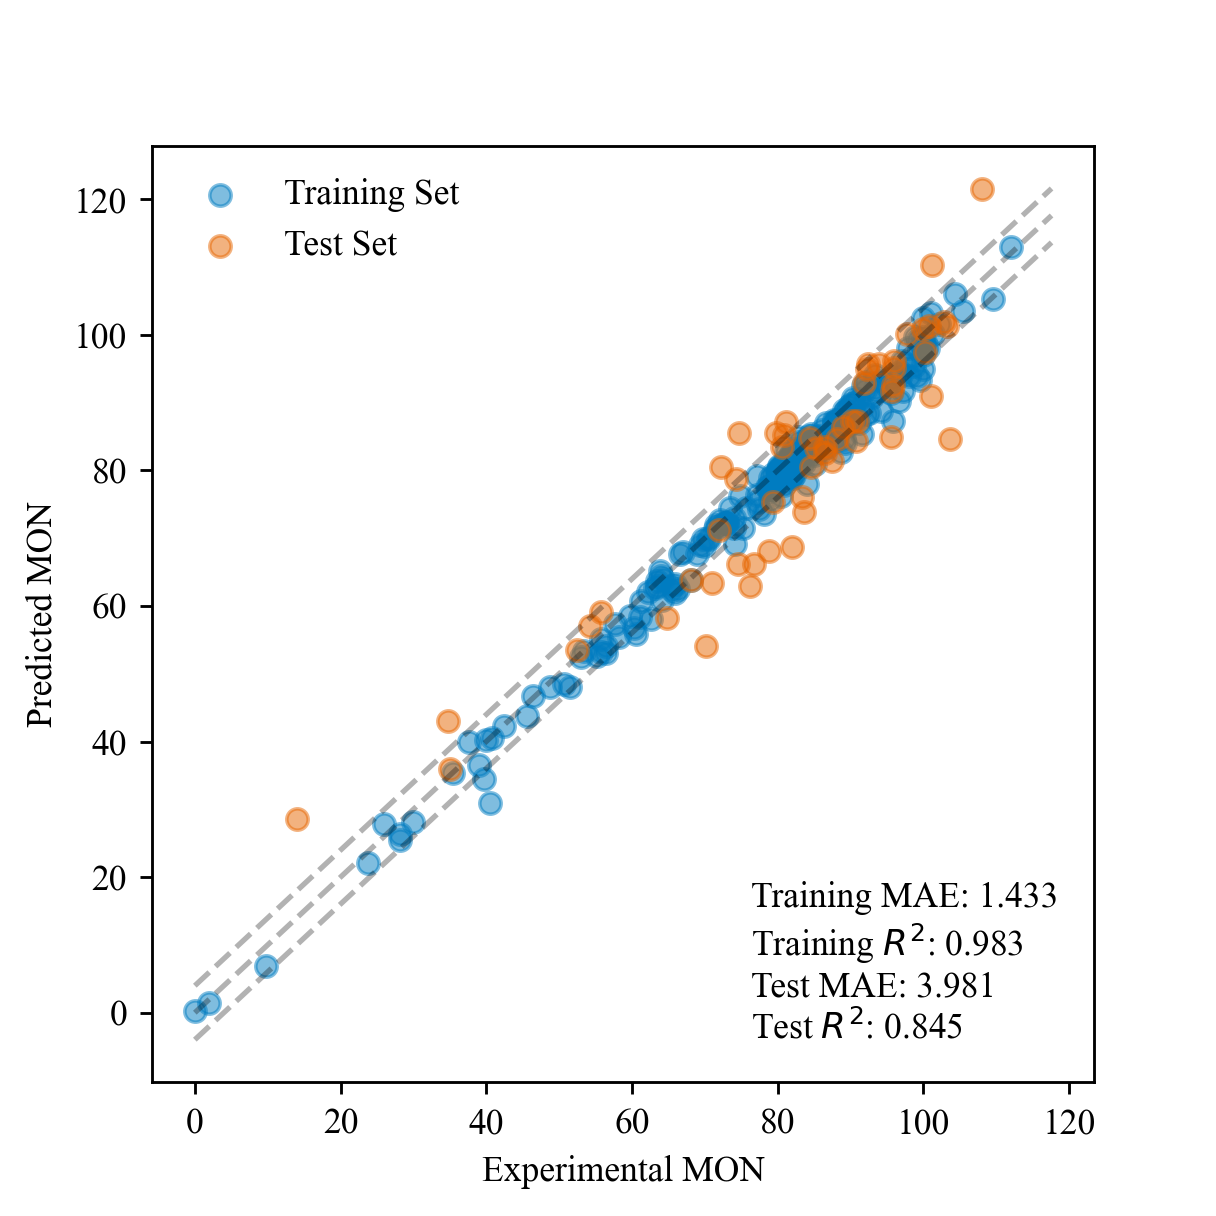 Training Set
Test Set
120
100
80
60
40
20
0
Predicted MON
Training MAE: 1.433
Training R²: 0.983
Test MAE: 3.981
Test R²: 0.845
0 20 40 60 80 100 120
Experimental MON